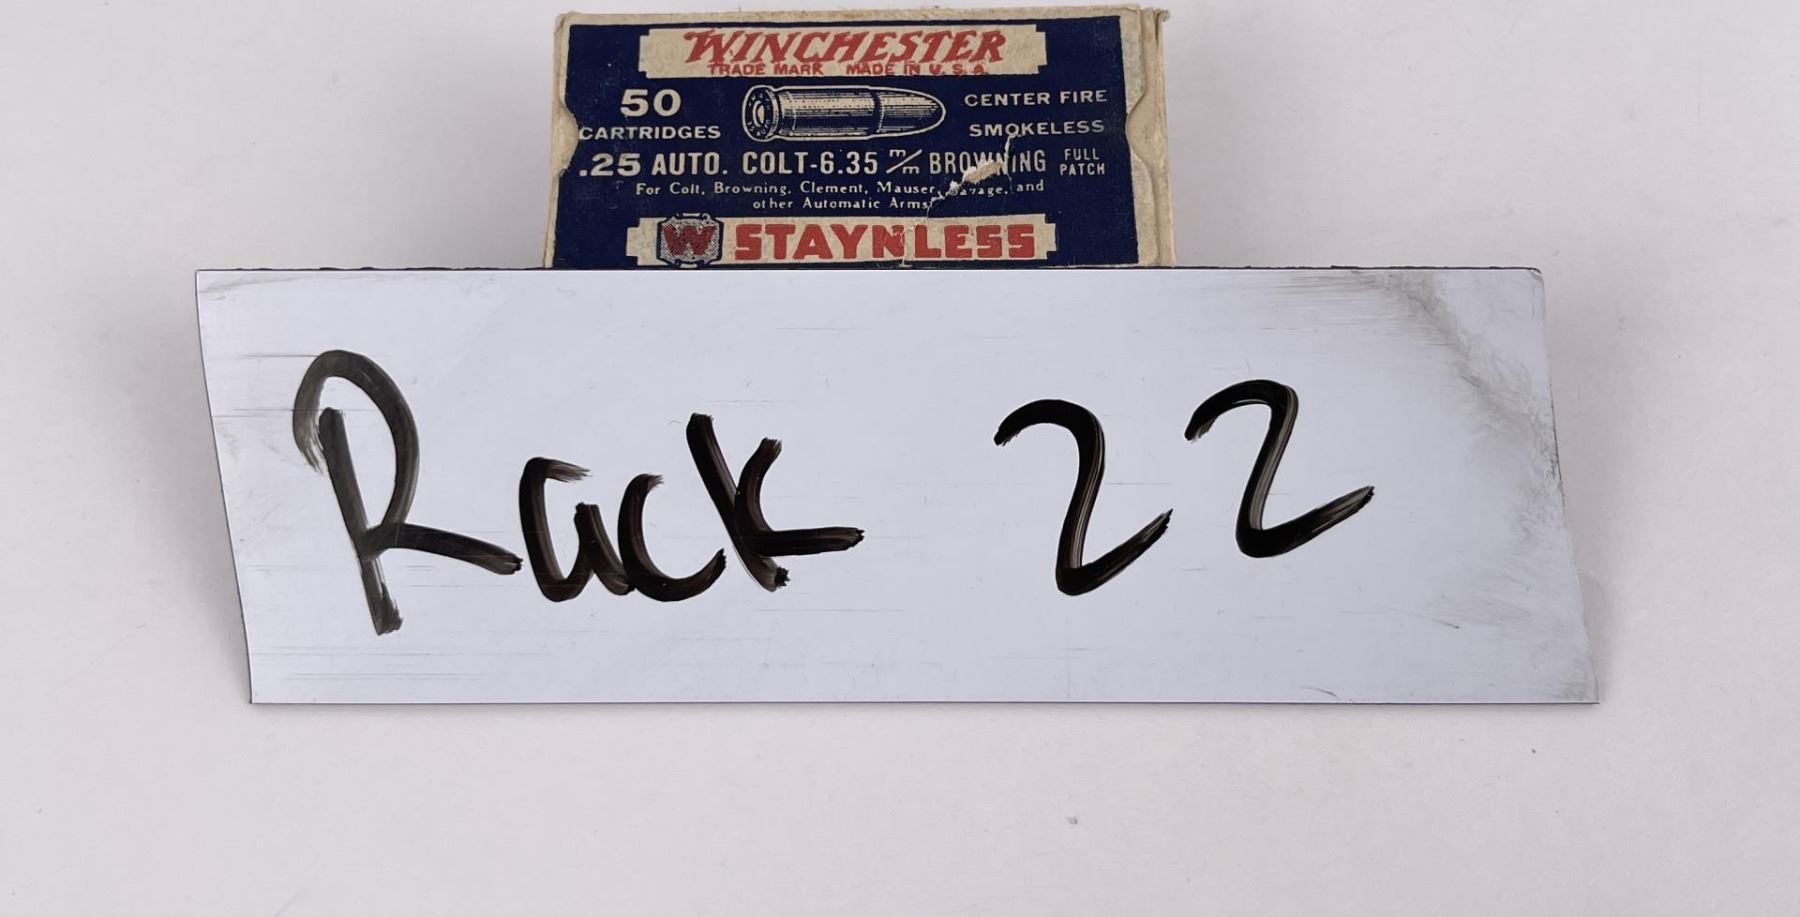 WINCHESTER
TRADE MARK MADE IN U.S.A.
50 CARTRIDGES
CENTER FIRE SMOKELESS
.25 AUTO. COLT-6.35 m/m BROWNING FULL PATCH
For Colt, Browning, Clement, Mauser, Savage, and
other Automatic Arms
W STAYNLESS
Rack 22